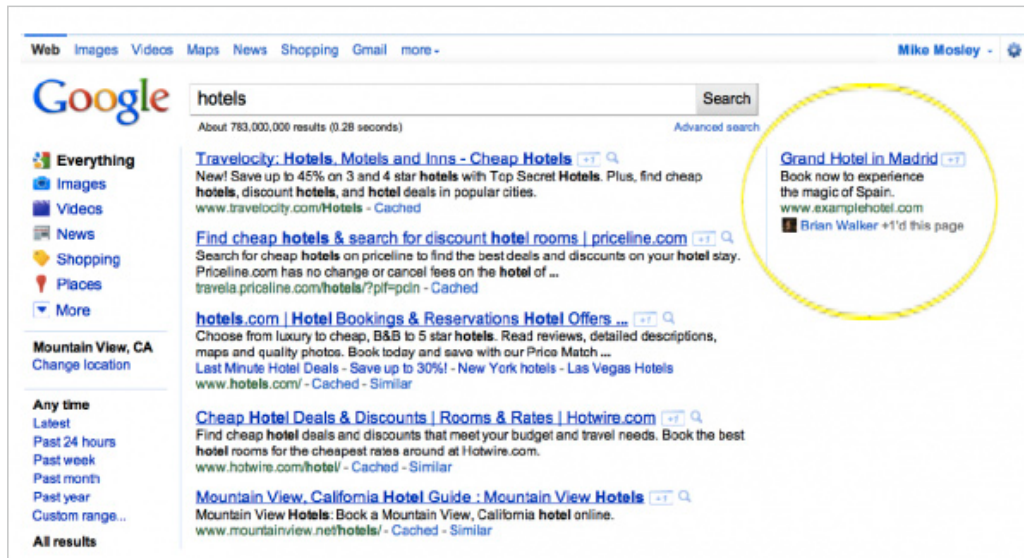 Web Images Videos Maps News Shopping Gmail more
Mike Mosley
Google
hotels
Search
About 783,000,000 results (0.28 seconds)
Advanced search
Everything
Images
Videos
News
Shopping
Places
More
Mountain View, CA
Change location
Any time
Latest
Past 24 hours
Past week
Past month
Past year
Custom range...
All results
Travelocity: Hotels, Motels and Inns - Cheap Hotels +1
New! Save up to 45% on 3 and 4 star hotels with Top Secret Hotels. Plus, find cheap
hotels, discount hotels, and hotel deals in popular cities.
www.travelocity.com/Hotels - Cached
Find cheap hotels & search for discount hotel rooms | priceline.com +1
Search for cheap hotels on priceline to find the best deals and discounts on your hotel stay.
Priceline.com has no change or cancel fees on the hotel of ...
travela.priceline.com/hotels/?plf=pcln - Cached
hotels.com | Hotel Bookings & Reservations Hotel Offers ... +1
Choose from luxury to cheap, B&B to 5 star hotels. Read reviews, detailed descriptions,
maps and quality photos. Book today and save with our Price Match ...
Last Minute Hotel Deals - Save up to 30%! - New York hotels - Las Vegas Hotels
www.hotels.com/ - Cached - Similar
Cheap Hotel Deals & Discounts | Rooms & Rates | Hotwire.com +1
Find cheap hotel deals and discounts that meet your budget and travel needs. Book the best
hotel rooms for the cheapest rates around at Hotwire.com.
www.hotwire.com/hotel/ - Cached - Similar
Mountain View, California Hotel Guide : Mountain View Hotels +1
Mountain View Hotels: Book a Mountain View, California hotel online.
www.mountainview.net/hotels/ - Cached - Similar
Grand Hotel in Madrid +1
Book now to experience
the magic of Spain.
www.examplehotel.com
Brian Walker +1'd this page